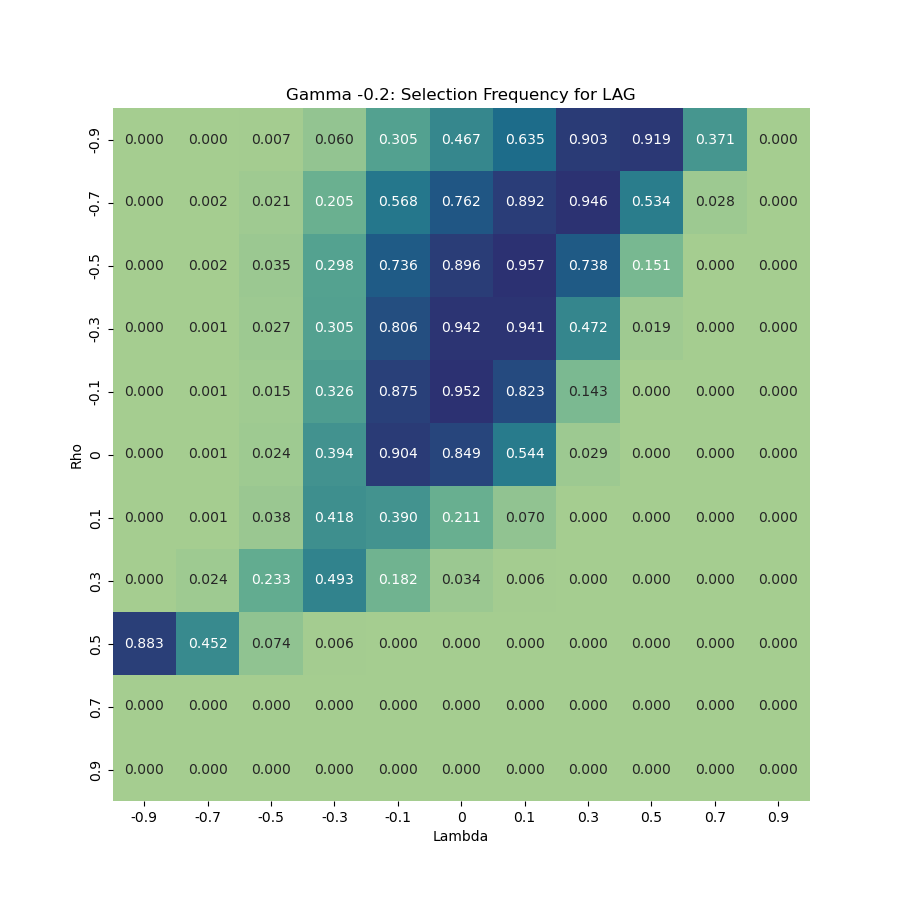 Gamma -0.2: Selection Frequency for LAG
-0.9 0.000 0.000 0.007 0.060 0.305 0.467 0.635 0.903 0.919 0.371 0.000
-0.7 0.000 0.002 0.021 0.205 0.568 0.762 0.892 0.946 0.534 0.028 0.000
-0.5 0.000 0.002 0.035 0.298 0.736 0.896 0.957 0.738 0.151 0.000 0.000
-0.3 0.000 0.001 0.027 0.305 0.806 0.942 0.941 0.472 0.019 0.000 0.000
-0.1 0.000 0.001 0.015 0.326 0.875 0.952 0.823 0.143 0.000 0.000 0.000
Rho
0 0.000 0.001 0.024 0.394 0.904 0.849 0.544 0.029 0.000 0.000 0.000
0.1 0.000 0.001 0.038 0.418 0.390 0.211 0.070 0.000 0.000 0.000 0.000
0.3 0.000 0.024 0.233 0.493 0.182 0.034 0.006 0.000 0.000 0.000 0.000
0.5 0.883 0.452 0.074 0.006 0.000 0.000 0.000 0.000 0.000 0.000 0.000
0.7 0.000 0.000 0.000 0.000 0.000 0.000 0.000 0.000 0.000 0.000 0.000
0.9 0.000 0.000 0.000 0.000 0.000 0.000 0.000 0.000 0.000 0.000 0.000
-0.9 -0.7 -0.5 -0.3 -0.1 0 0.1 0.3 0.5 0.7 0.9
Lambda